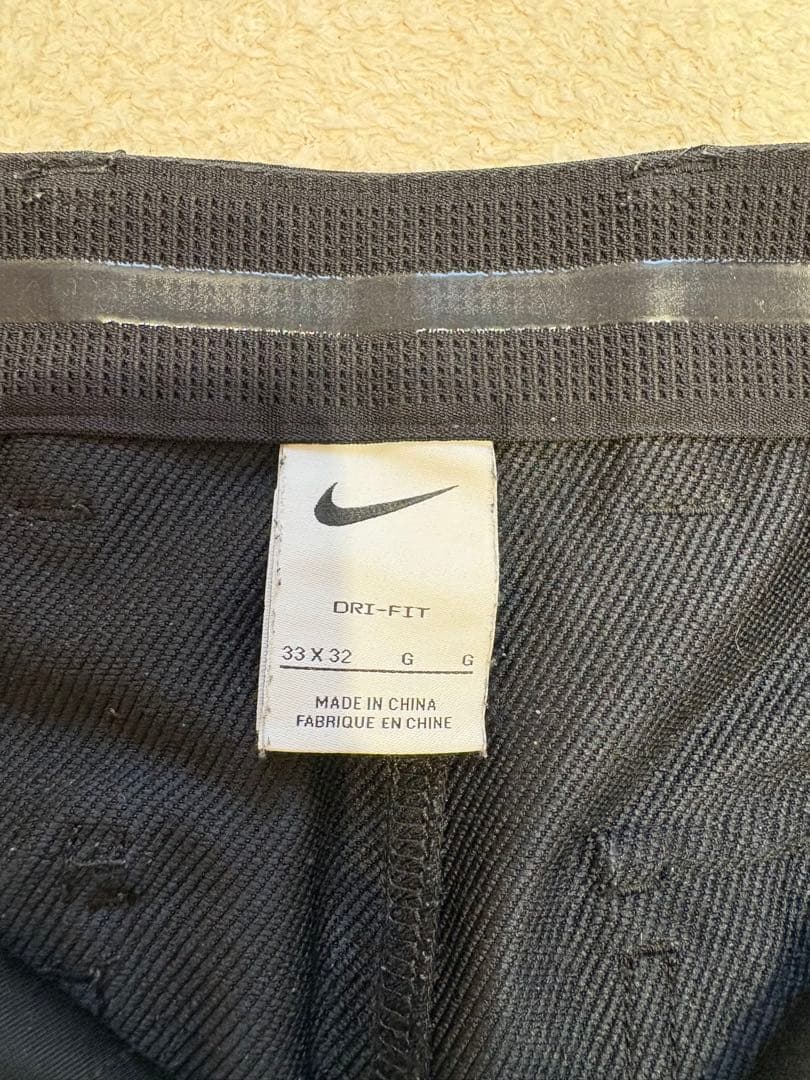 DRI-FIT
33 X 32 G G
MADE IN CHINA
FABRIQUE EN CHINE